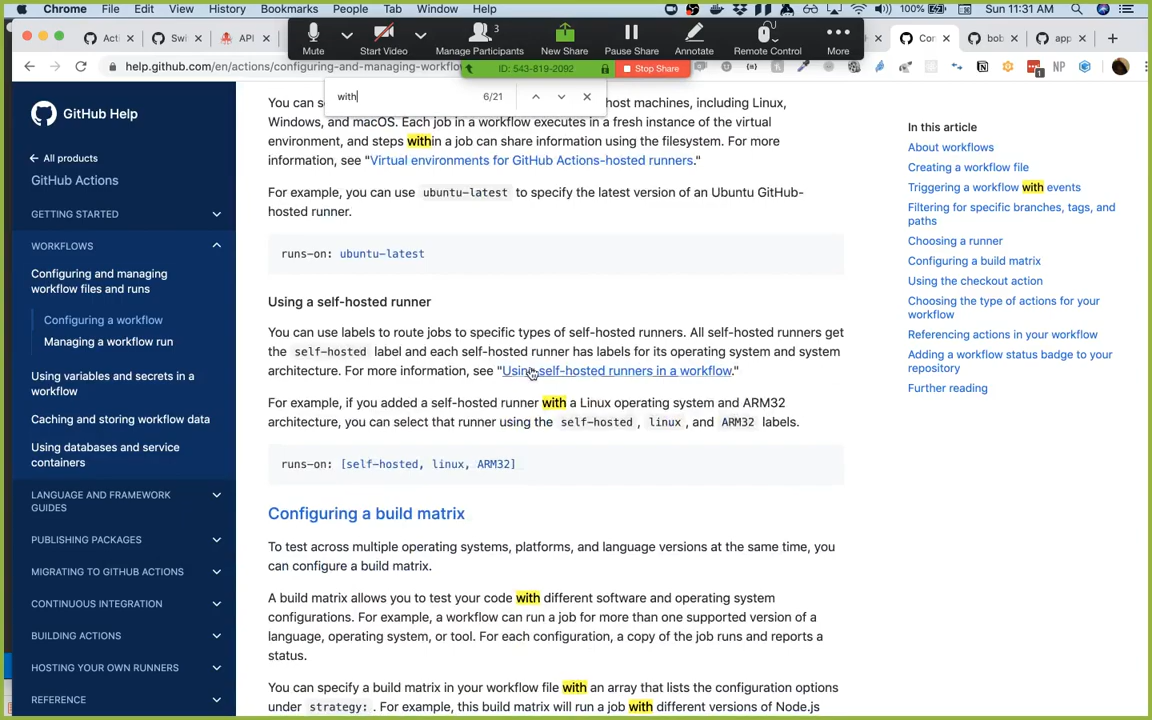 Chrome File Edit View History Bookmarks People Tab Window Help 100% Sun 11:31 AM
Acti Swi API Cor bob app
Mute Start Video Manage Participants 3 New Share Pause Share Annotate Remote Control More
help.github.com/en/actions/configuring-and-managing-workflo
ID: 543-819-2092 Stop Share
with 6/21
GitHub Help
All products
GitHub Actions
GETTING STARTED
WORKFLOWS
Configuring and managing
workflow files and runs
Configuring a workflow
Managing a workflow run
Using variables and secrets in a
workflow
Caching and storing workflow data
Using databases and service
containers
LANGUAGE AND FRAMEWORK
GUIDES
PUBLISHING PACKAGES
MIGRATING TO GITHUB ACTIONS
CONTINUOUS INTEGRATION
BUILDING ACTIONS
HOSTING YOUR OWN RUNNERS
REFERENCE
You can s host machines, including Linux,
Windows, and macOS. Each job in a workflow executes in a fresh instance of the virtual
environment, and steps within a job can share information using the filesystem. For more
information, see "Virtual environments for GitHub Actions-hosted runners."
For example, you can use ubuntu-latest to specify the latest version of an Ubuntu GitHub-
hosted runner.
runs-on: ubuntu-latest
Using a self-hosted runner
You can use labels to route jobs to specific types of self-hosted runners. All self-hosted runners get
the self-hosted label and each self-hosted runner has labels for its operating system and system
architecture. For more information, see "Using self-hosted runners in a workflow."
For example, if you added a self-hosted runner with a Linux operating system and ARM32
architecture, you can select that runner using the self-hosted , linux , and ARM32 labels.
runs-on: [self-hosted, linux, ARM32]
Configuring a build matrix
To test across multiple operating systems, platforms, and language versions at the same time, you
can configure a build matrix.
A build matrix allows you to test your code with different software and operating system
configurations. For example, a workflow can run a job for more than one supported version of a
language, operating system, or tool. For each configuration, a copy of the job runs and reports a
status.
You can specify a build matrix in your workflow file with an array that lists the configuration options
under strategy: . For example, this build matrix will run a job with different versions of Node.js
In this article
About workflows
Creating a workflow file
Triggering a workflow with events
Filtering for specific branches, tags, and
paths
Choosing a runner
Configuring a build matrix
Using the checkout action
Choosing the type of actions for your
workflow
Referencing actions in your workflow
Adding a workflow status badge to your
repository
Further reading